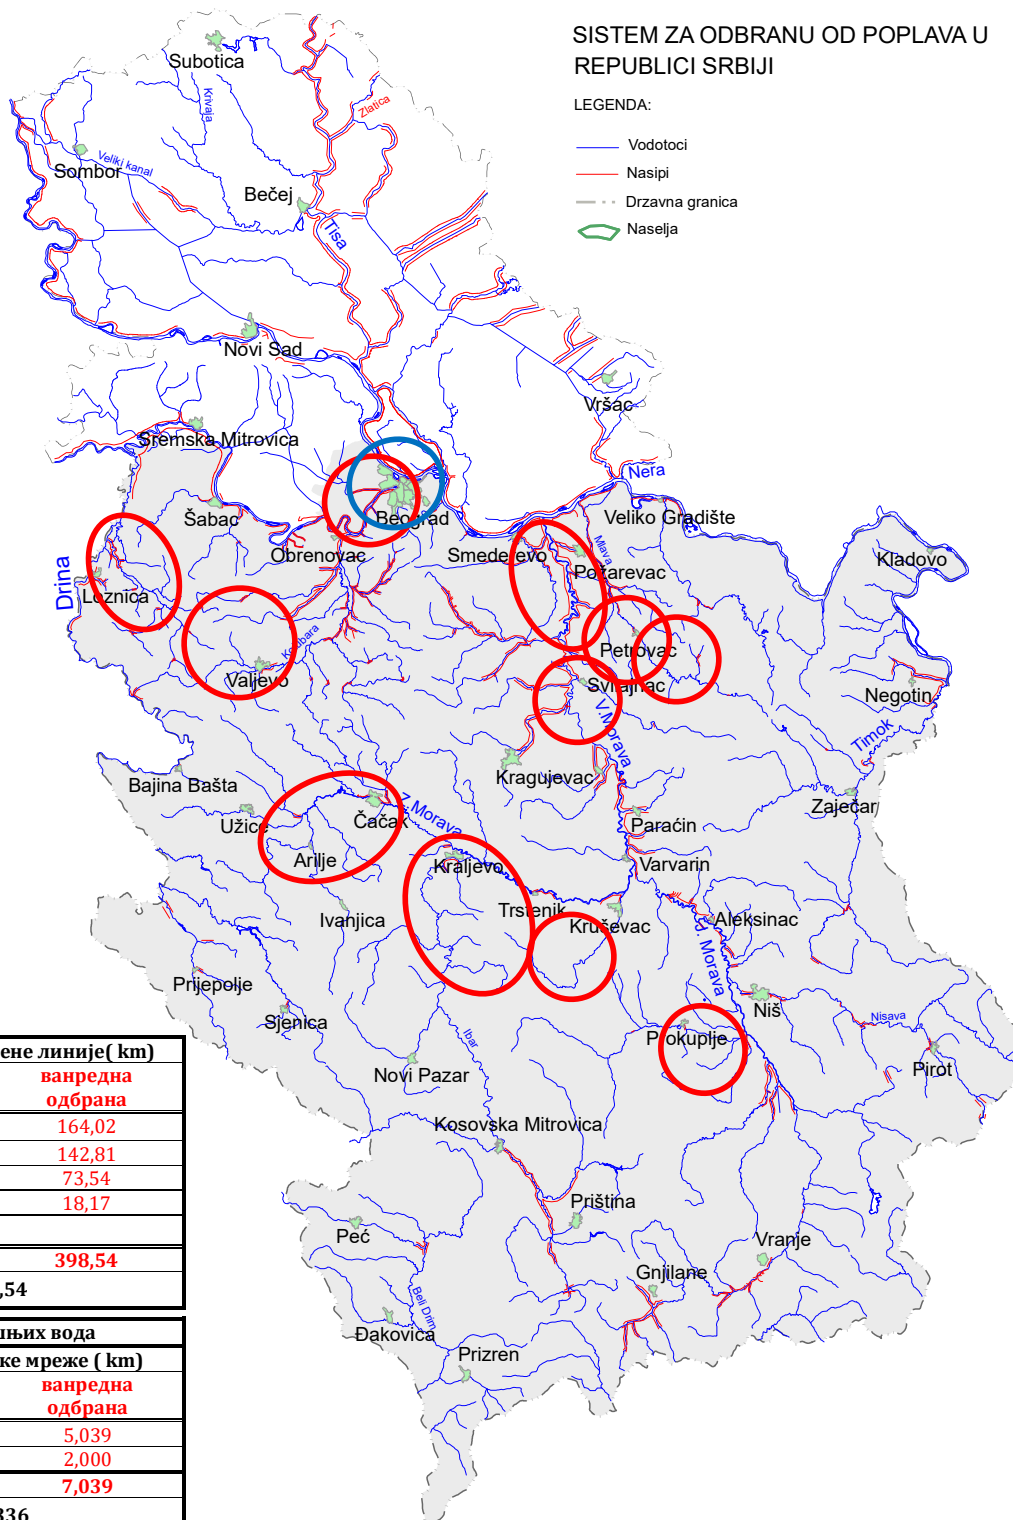 SISTEM ZA ODBRANU OD POPLAVA U
REPUBLICI SRBIJI
LEGENDA:
Vodotoci
Nasipi
Drzavna granica
Naselja
Subotica
Krivaja
Zlatica
Sombor
Veliki kanal
Bečej
Tisa
Novi Sad
Vršac
Sremska Mitrovica
Nera
Šabac
Beograd
Veliko Gradište
Obrenovac
Smederevo
Mlava
Požarevac
Kladovo
Drina
Loznica
Kolubara
Petrovac
Valjevo
Svilajnac
Negotin
V.Morava
Timok
Kragujevac
Bajina Bašta
Zaječar
Užice
Čačak
Z.Morava
Paraćin
Arilje
Kraljevo
Varvarin
Trstenik
Ivanjica
Kruševac
Aleksinac
J. Morava
Prijepolje
Niš
Sjenica
Nisava
Ibar
Prokuplje
Pirot
Novi Pazar
Kosovska Mitrovica
Priština
Peć
Vranje
Gnjilane
Beli Drim
Đakovica
Prizren
ене линије( km)
ванредна
одбрана
164,02
142,81
73,54
18,17
398,54
,54
шњих вода
ке мреже ( km)
ванредна
одбрана
5,039
2,000
7,039
336